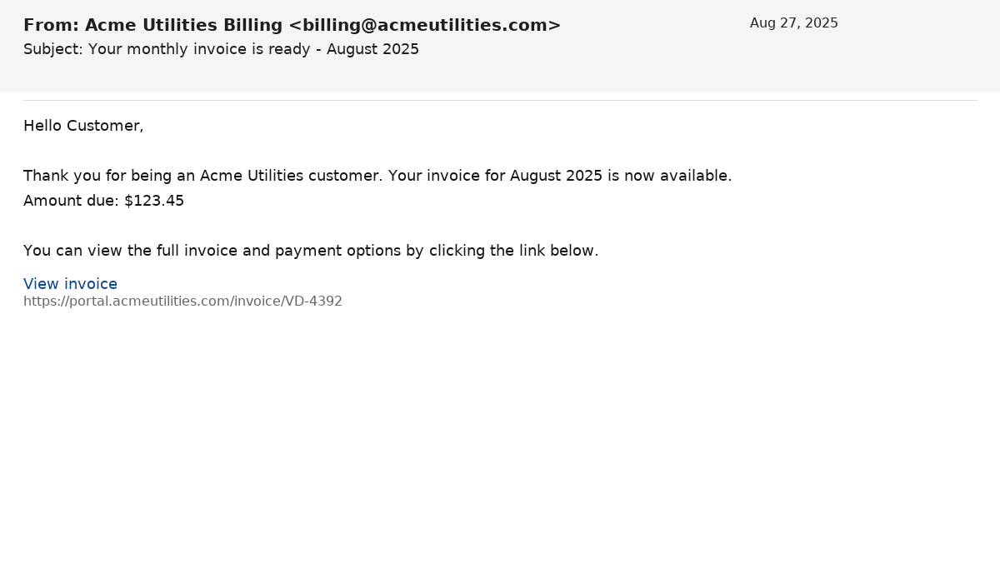 From: Acme Utilities Billing <billing@acmeutilities.com>
Aug 27, 2025
Subject: Your monthly invoice is ready - August 2025
Hello Customer,
Thank you for being an Acme Utilities customer. Your invoice for August 2025 is now available.
Amount due: $123.45
You can view the full invoice and payment options by clicking the link below.
View invoice
https://portal.acmeutilities.com/invoice/VD-4392